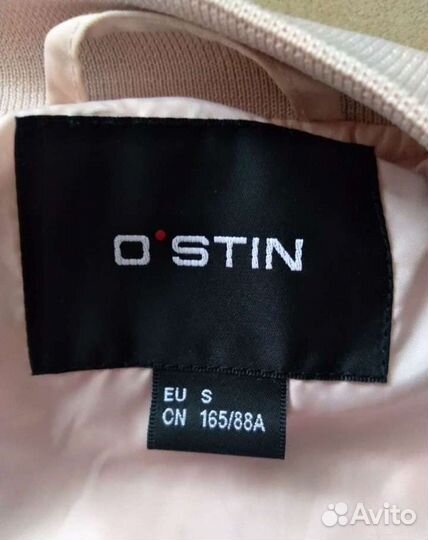 O'STIN
EU S
CN 165/88A
Avito